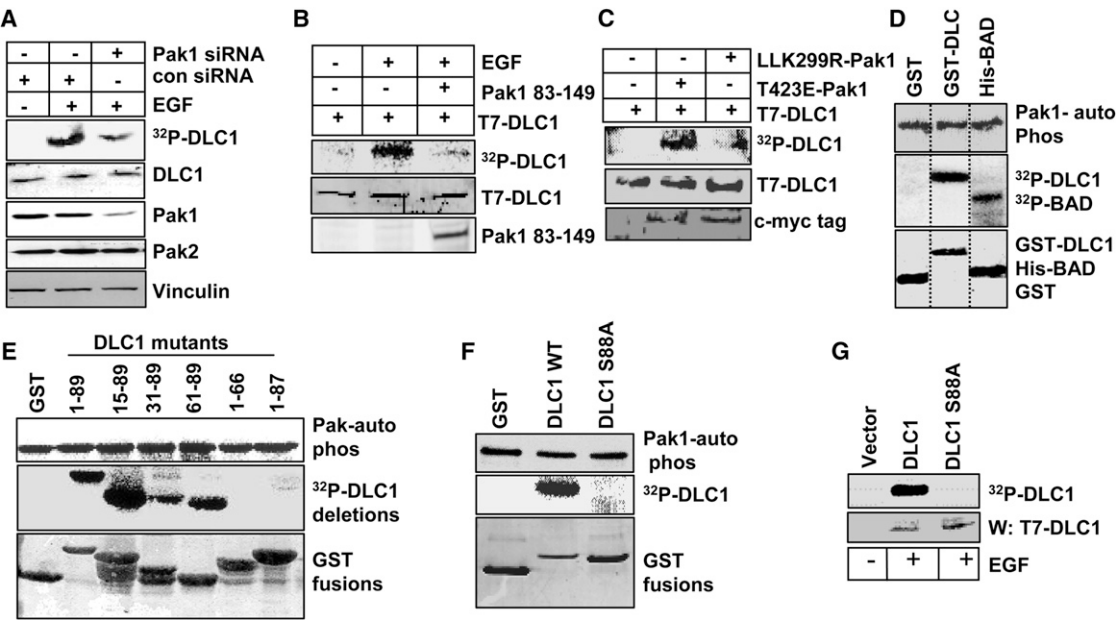 A
- - + Pak1 siRNA
+ + - con siRNA
- + + EGF
32P-DLC1
DLC1
Pak1
Pak2
Vinculin
B
- + + EGF
- - + Pak1 83-149
+ + + T7-DLC1
32P-DLC1
T7-DLC1
Pak1 83-149
C
- - + LLK299R-Pak1
- + - T423E-Pak1
+ + + T7-DLC1
32P-DLC1
T7-DLC1
c-myc tag
D
GST GST-DLC His-BAD
Pak1- auto
Phos
32P-DLC1
32P-BAD
GST-DLC1
His-BAD
GST
E
DLC1 mutants
GST 1-89 15-89 31-89 61-89 1-66 1-87
Pak-auto
phos
32P-DLC1
deletions
GST
fusions
F
GST DLC1 WT DLC1 S88A
Pak1-auto
phos
32P-DLC1
GST
fusions
G
Vector DLC1 DLC1 S88A
32P-DLC1
W: T7-DLC1
- + + EGF